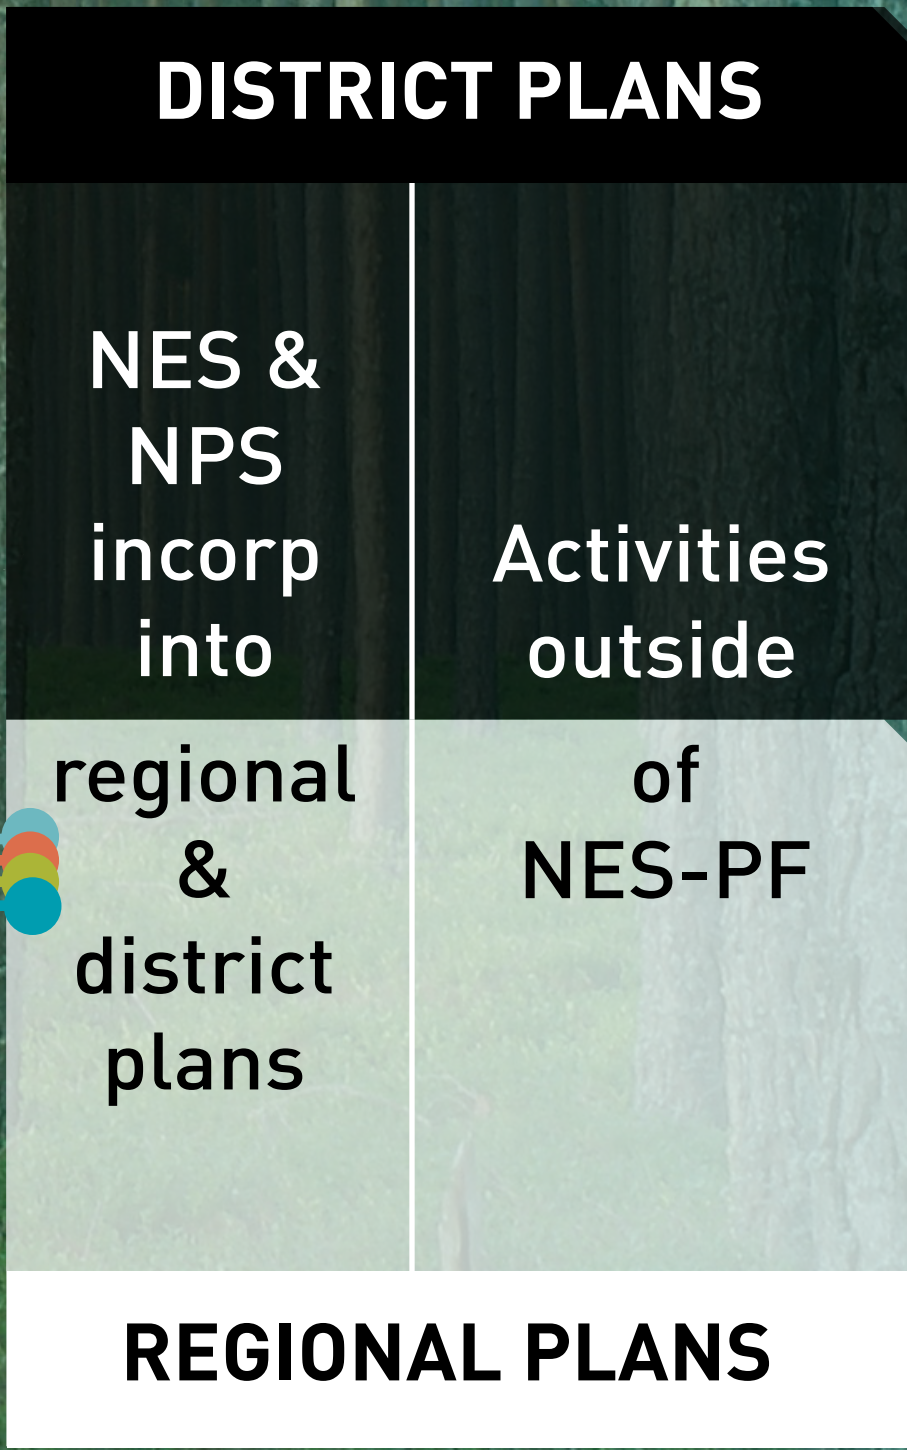 DISTRICT PLANS
NES &
NPS
incorp
into
regional
&
district
plans
Activities
outside
of
NES-PF
REGIONAL PLANS